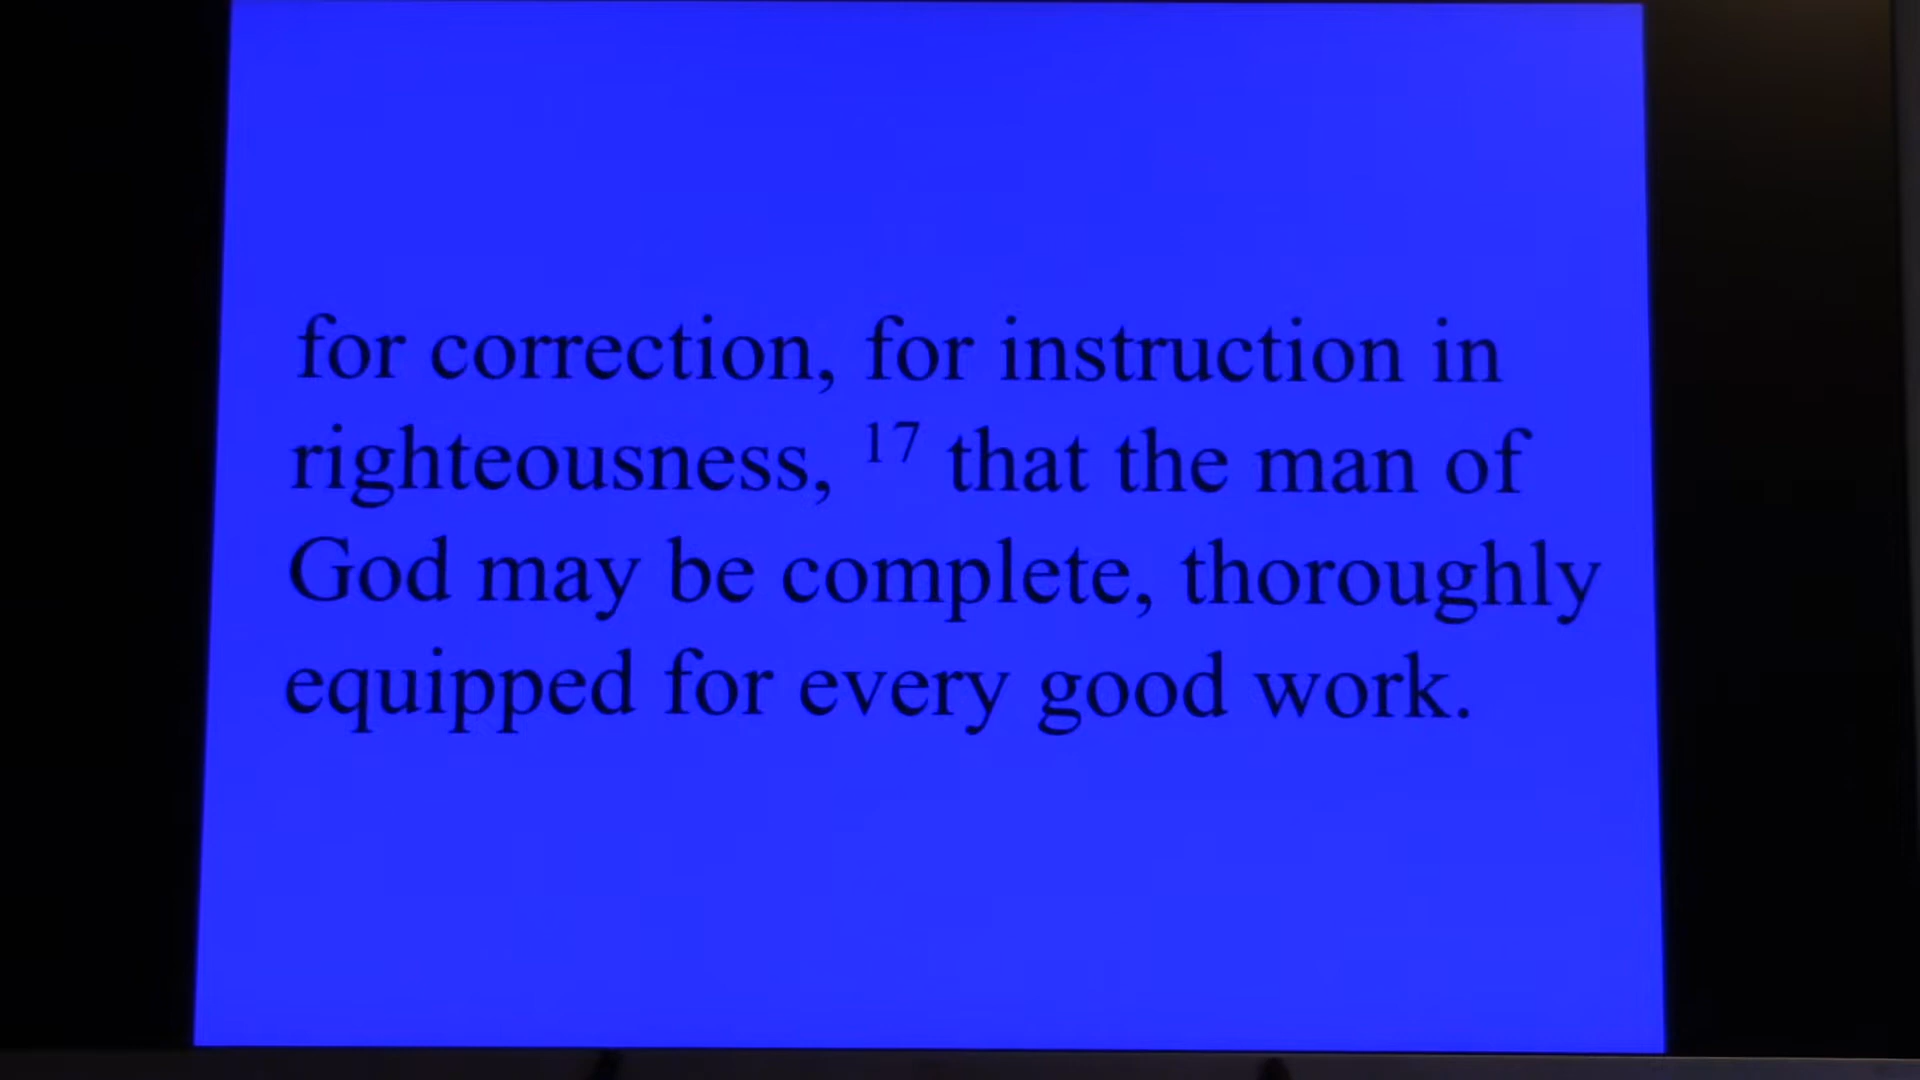 for correction, for instruction in
righteousness, 17 that the man of
God may be complete, thoroughly
equipped for every good work.